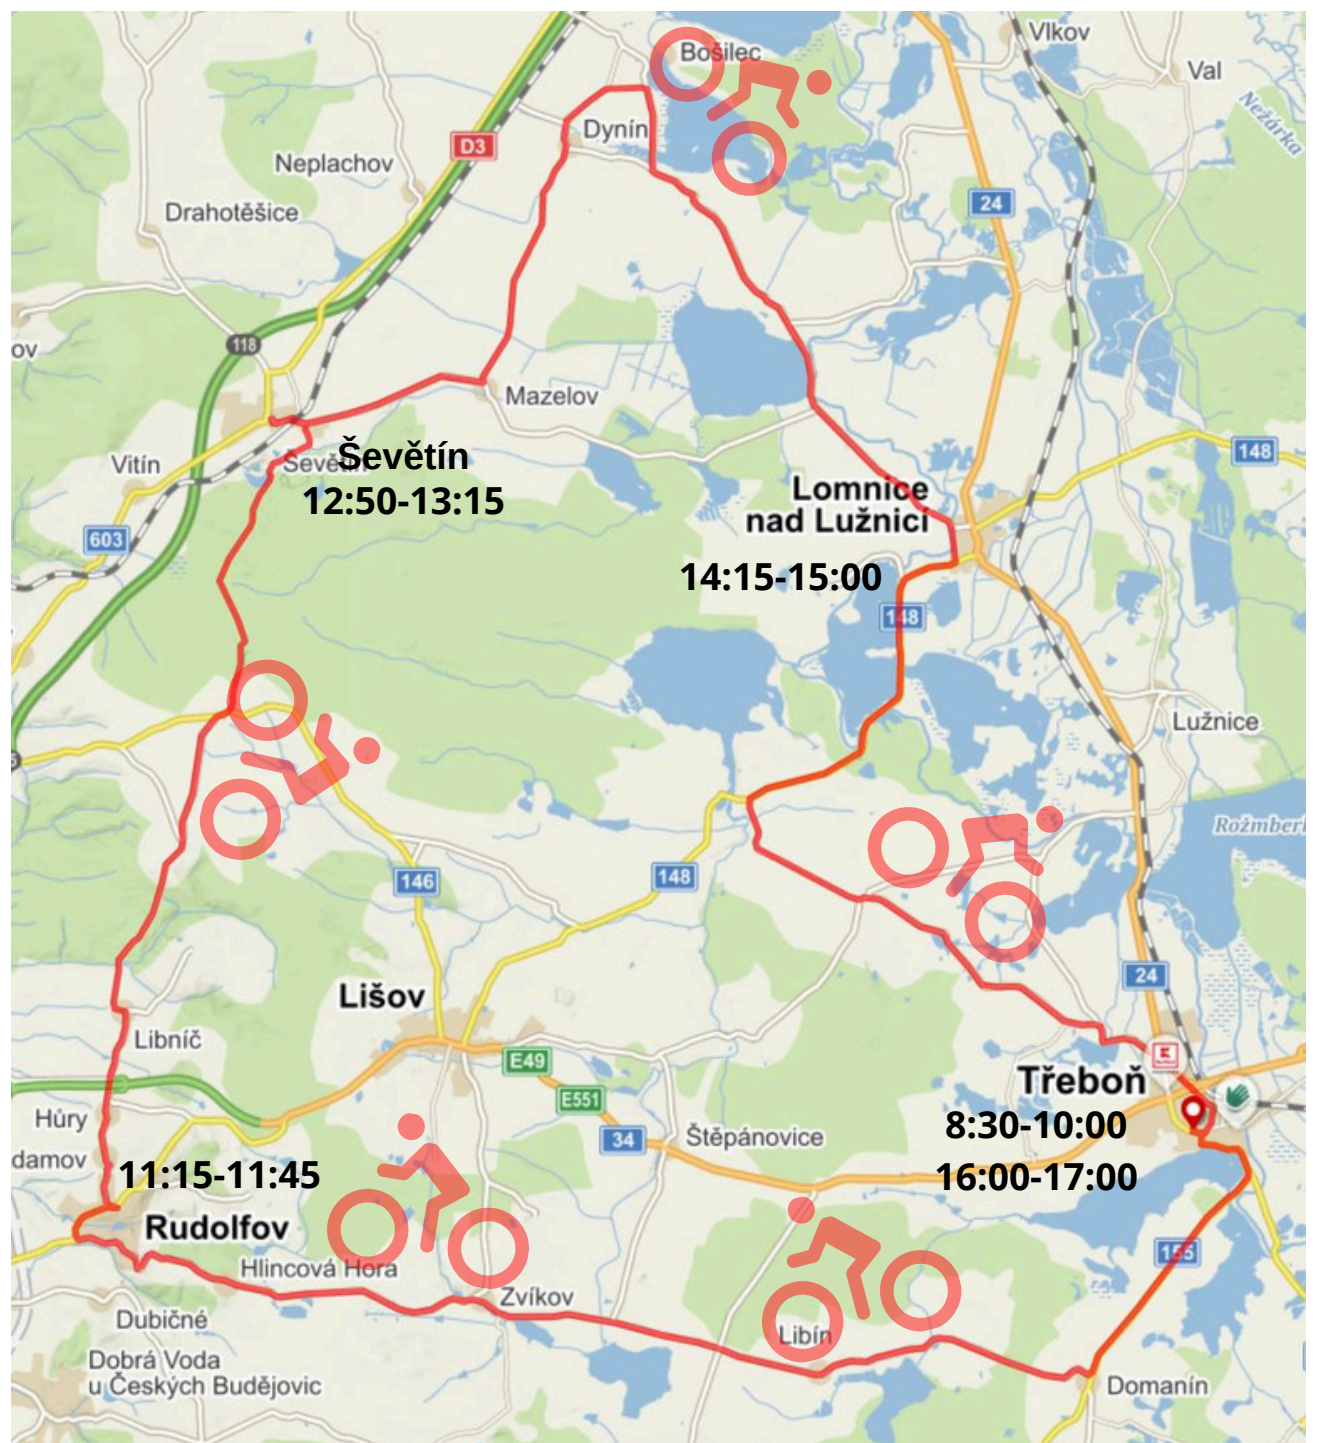 Vlkov
Bošilec
Val
Nežárka
Dynín
D3
Neplachov
24
Drahotěšice
118
ov
Mazelov
Ševětín
Vitín
148
Ševětín
12:50-13:15
Lomnice
nad Lužnicí
603
14:15-15:00
148
Lužnice
Rožmberk
146
148
24
Lišov
Libníč
E49
Třeboň
E551
Hůry
8:30-10:00
34
Štěpánovice
damov
11:15-11:45
16:00-17:00
Rudolfov
155
Hlincová Hora
Zvíkov
Dubičné
Libín
Dobrá Voda
u Českých Budějovic
Domanín